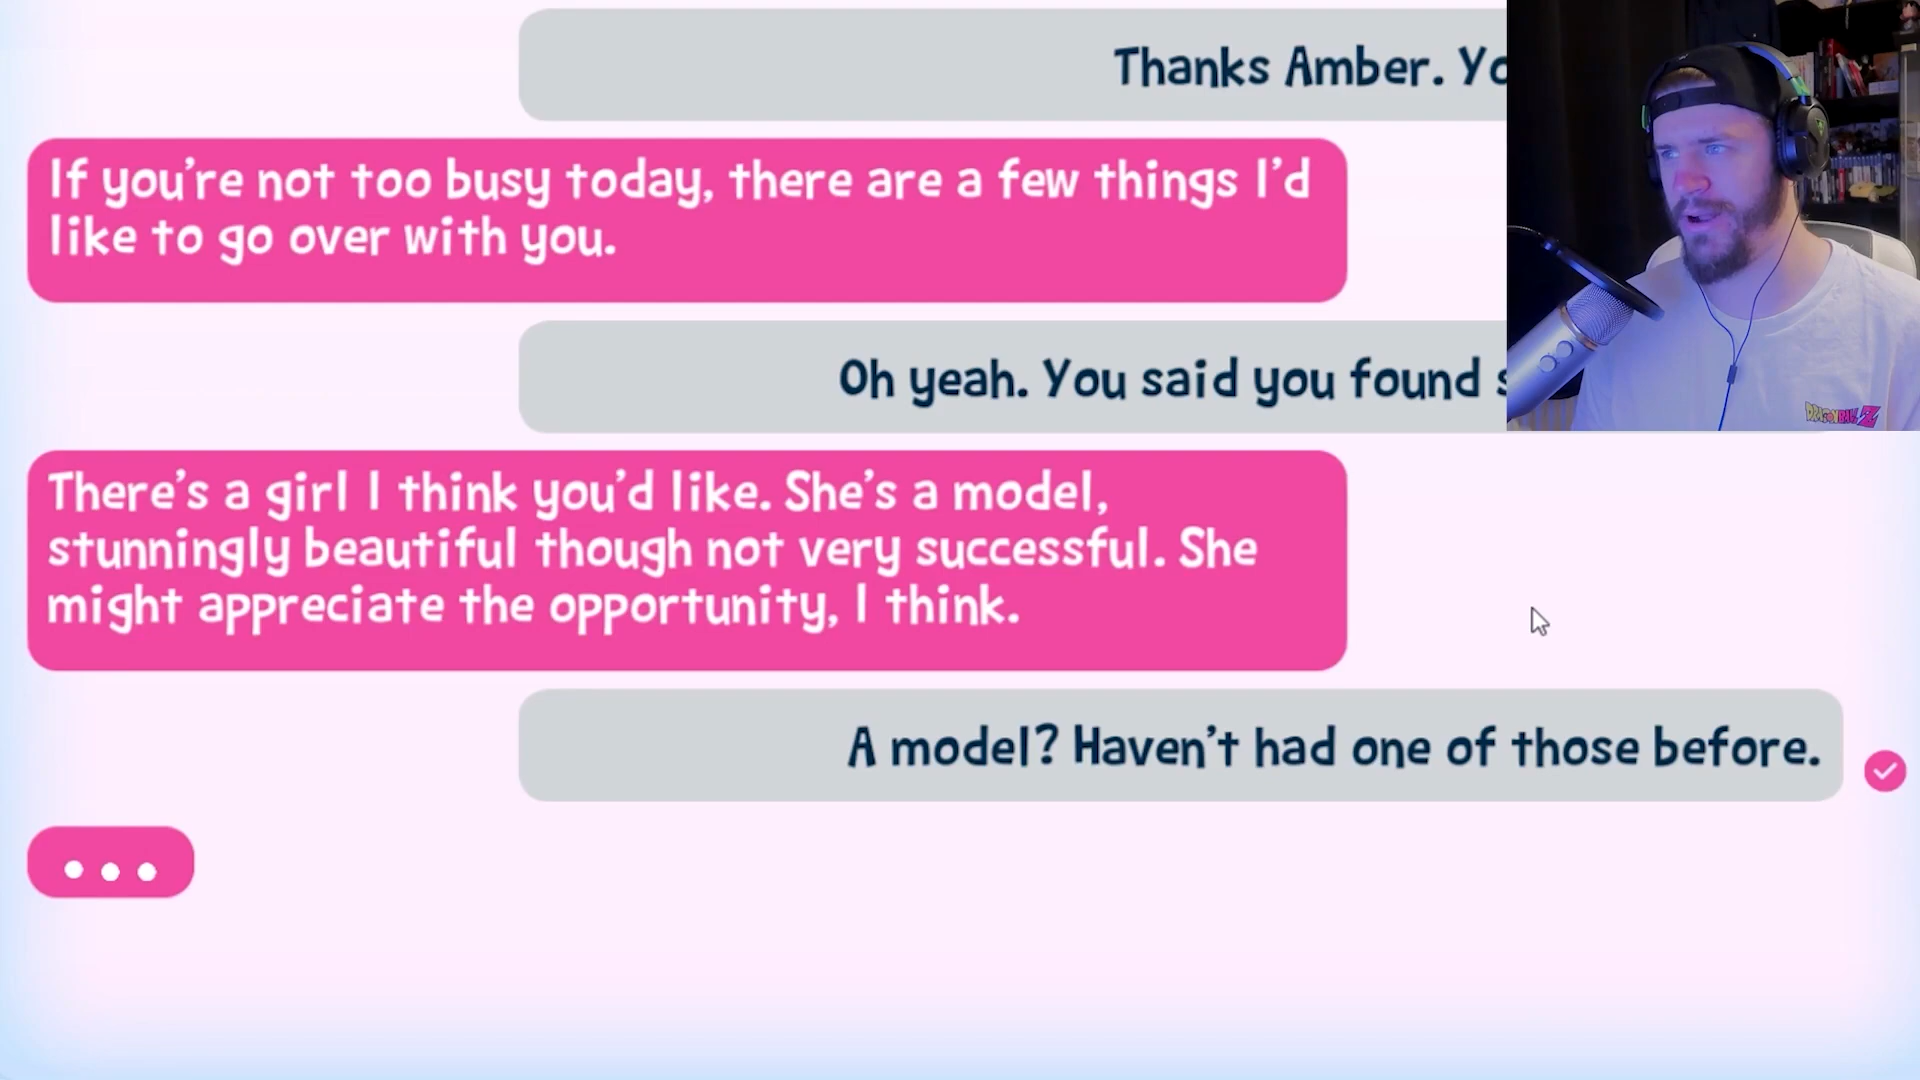 Thanks Amber.
If you're not too busy today, there are a few things I'd
like to go over with you.
Oh yeah. You said you found
There's a girl I think you'd like. She's a model,
stunningly beautiful though not very successful. She
might appreciate the opportunity, I think.
A model? Haven't had one of those before.
DRAGONBALL Z